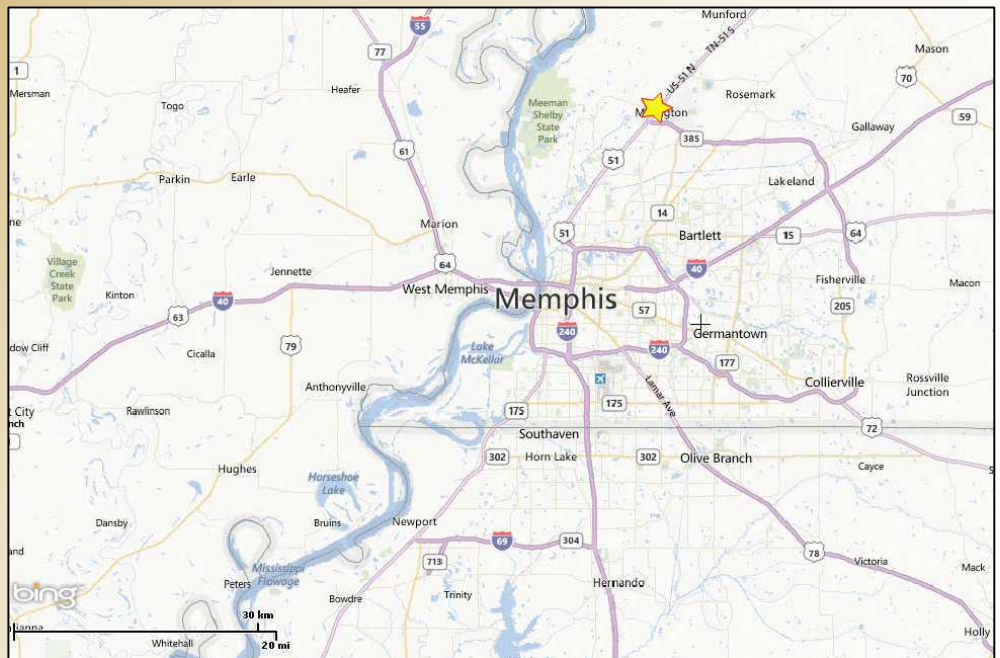 Munford
55
77
TN-51 S
US-51 N
Mason
70
1
Mersman
Heafer
Togo
Meeman
Shelby
State
Park
Rosemark
59
385
Gallaway
61
51
Parkin
Earle
Lakeland
14
Marion
51
Bartlett
15
64
Village
Creek
State
Park
64
40
Jennette
West Memphis
Fisherville
Macon
Kinton
40
Memphis
63
57
205
240
Germantown
Lake
McKellar
79
240
Cicalla
177
Anthonyville
Collierville
Rossville
Junction
Lamar Ave
175
175
t City
Rawlinson
72
Southaven
302
Horn Lake
302
Olive Branch
Hughes
Cayce
Horseshoe
Lake
Dansby
Bruins
Newport
69
304
78
713
Victoria
Mississippi
Flowage
Peters
Mack
bing
Bowdre
Trinity
Hernando
30 km
20 mi
Whitehall
Holly